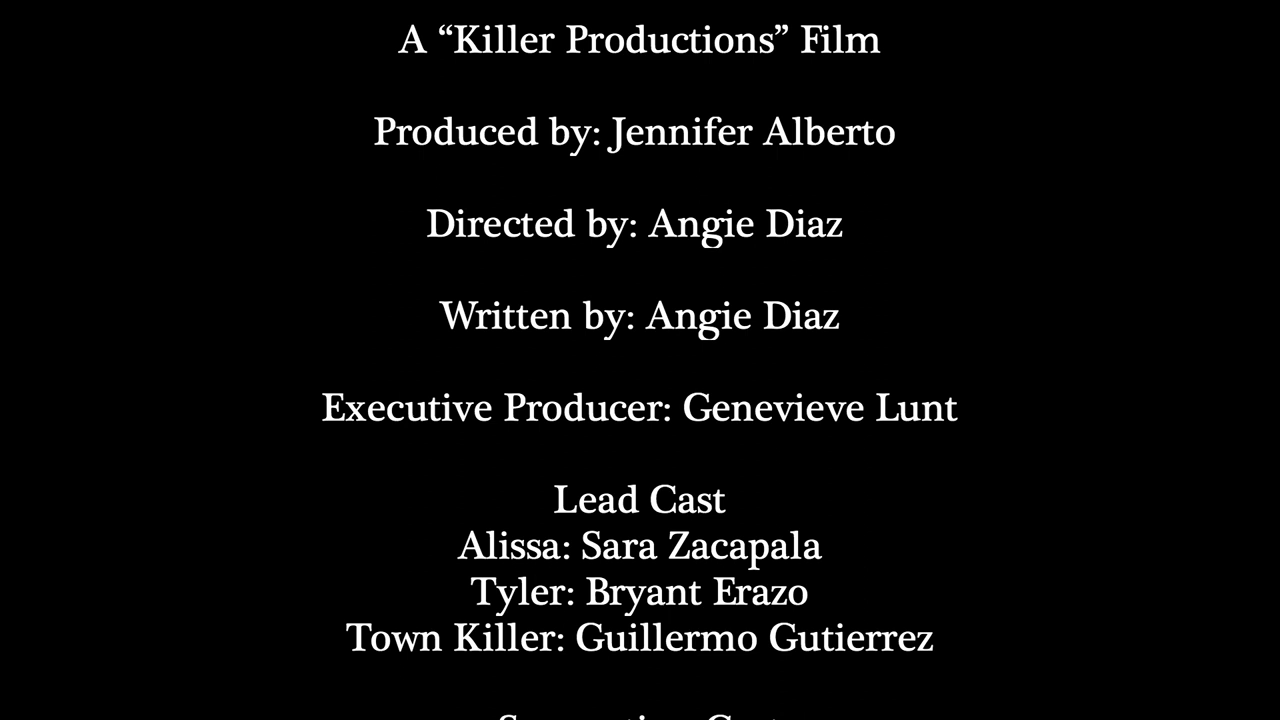 A “Killer Productions” Film
Produced by: Jennifer Alberto
Directed by: Angie Diaz
Written by: Angie Diaz
Executive Producer: Genevieve Lunt
Lead Cast
Alissa: Sara Zacapala
Tyler: Bryant Erazo
Town Killer: Guillermo Gutierrez